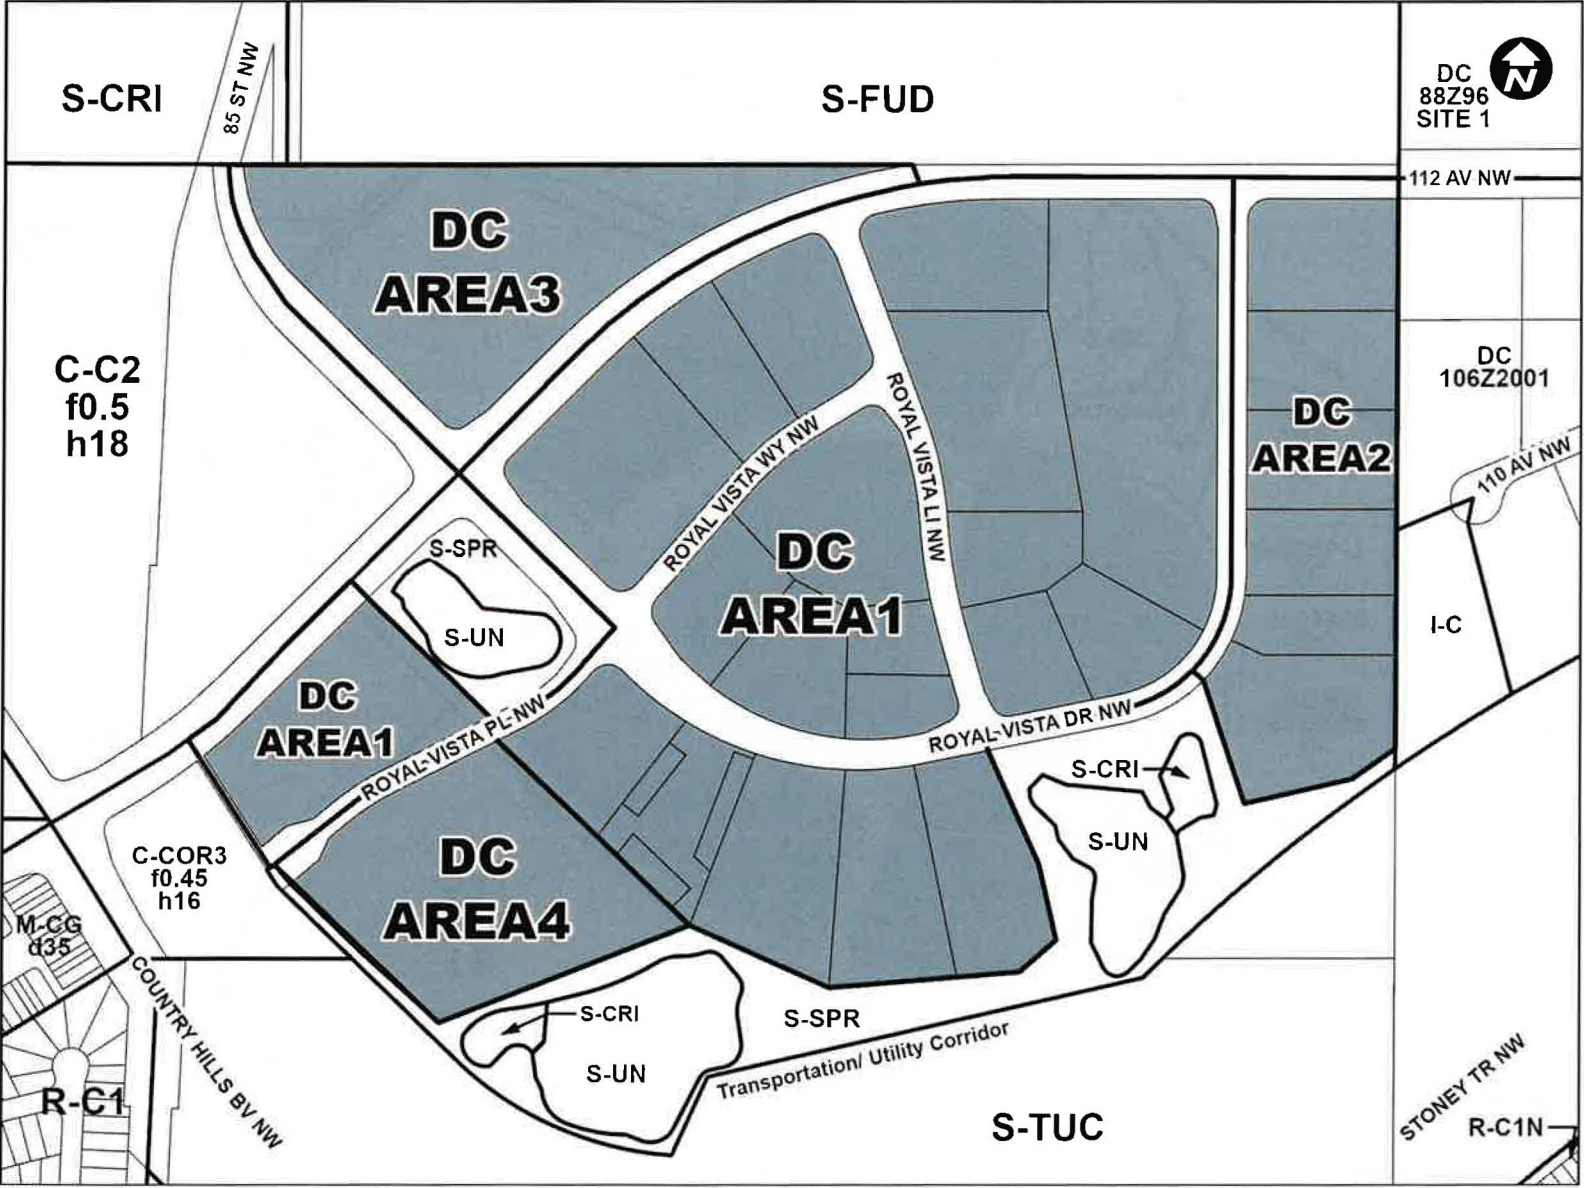 S-CRI
85 ST NW
S-FUD
DC
88Z96
SITE 1
N
112 AV NW
DC
AREA3
C-C2
f0.5
h18
DC
106Z2001
DC
AREA2
110 AV NW
ROYAL VISTA WY NW
ROYAL VISTA LI NW
S-SPR
S-UN
DC
AREA1
I-C
DC
AREA1
ROYAL VISTA PL NW
ROYAL VISTA DR NW
S-CRI
S-UN
C-COR3
f0.45
h16
DC
AREA4
M-CG
d35
COUNTRY HILLS BV NW
S-CRI
S-UN
S-SPR
Transportation/ Utility Corridor
R-C1
S-TUC
STONEY TR NW
R-C1N